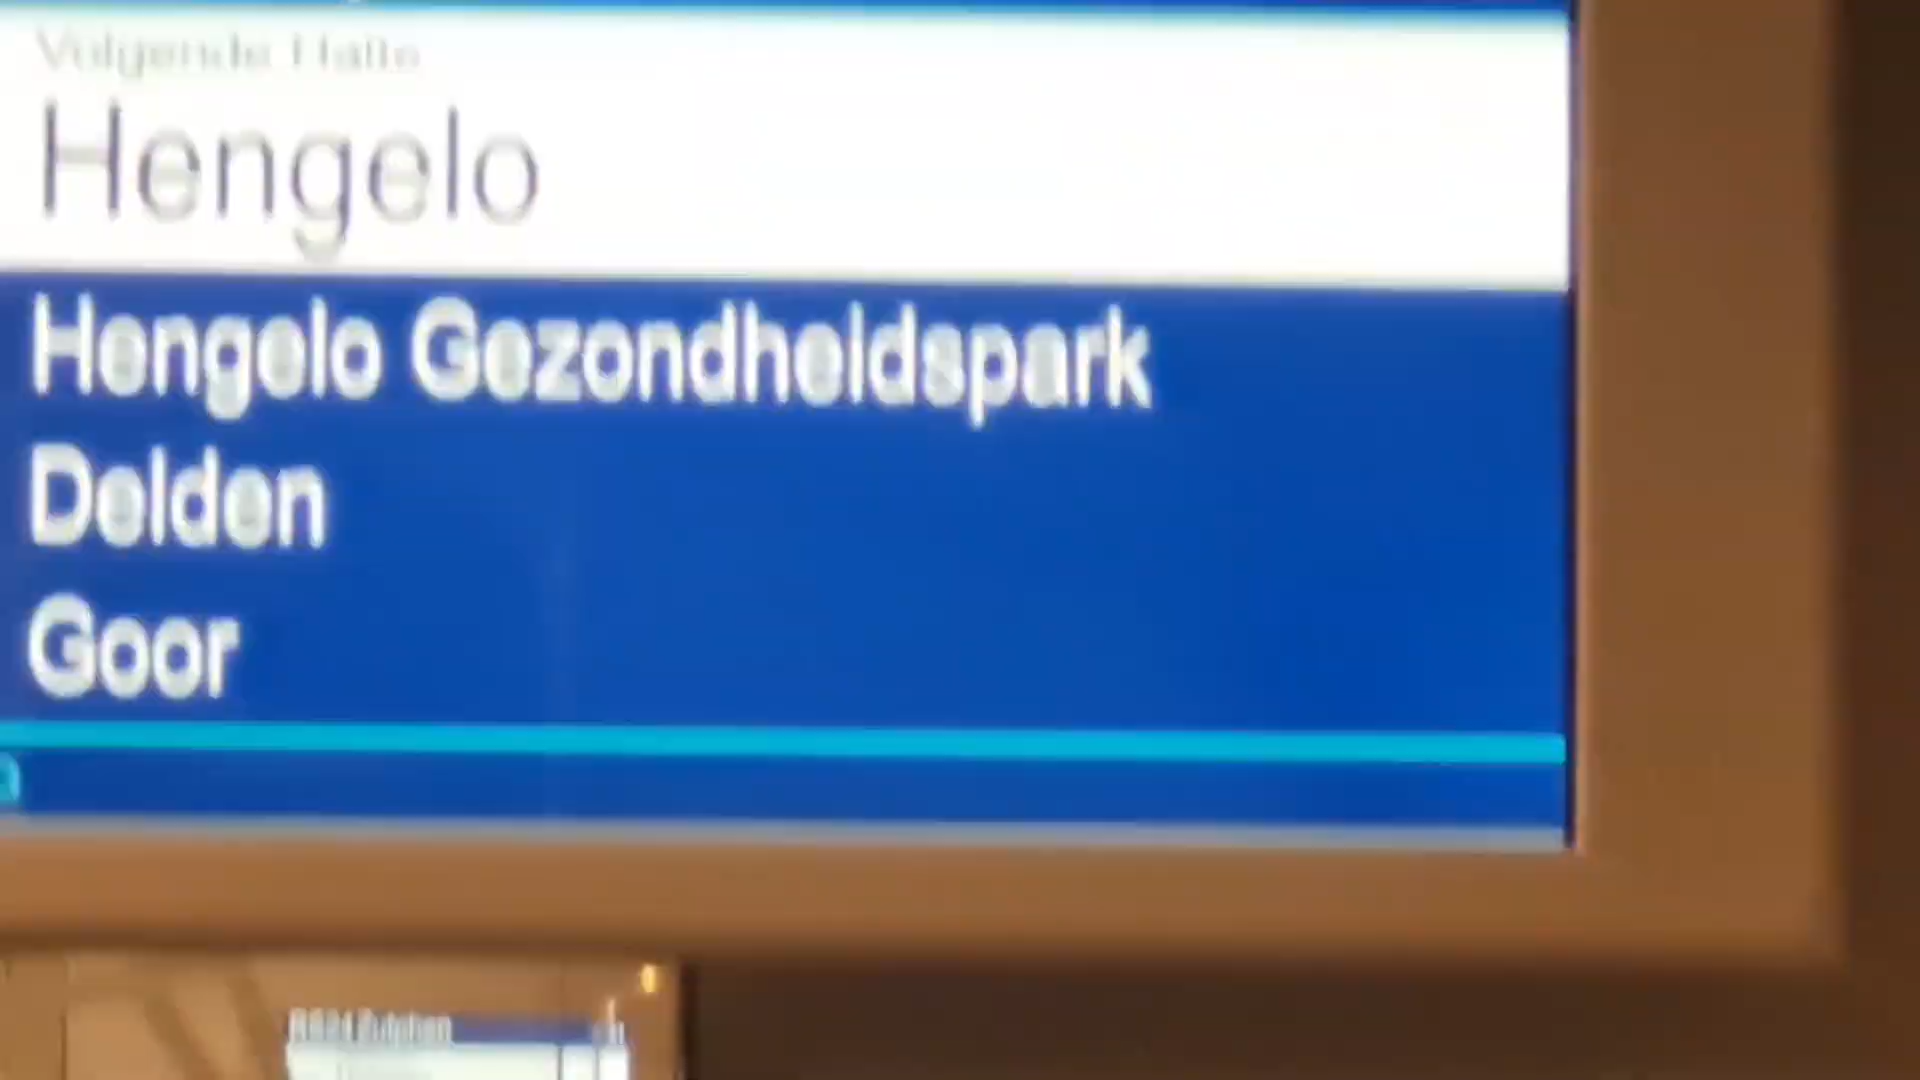 Volgende Halte
Hengelo
Hengelo Gezondheidspark
Delden
Goor